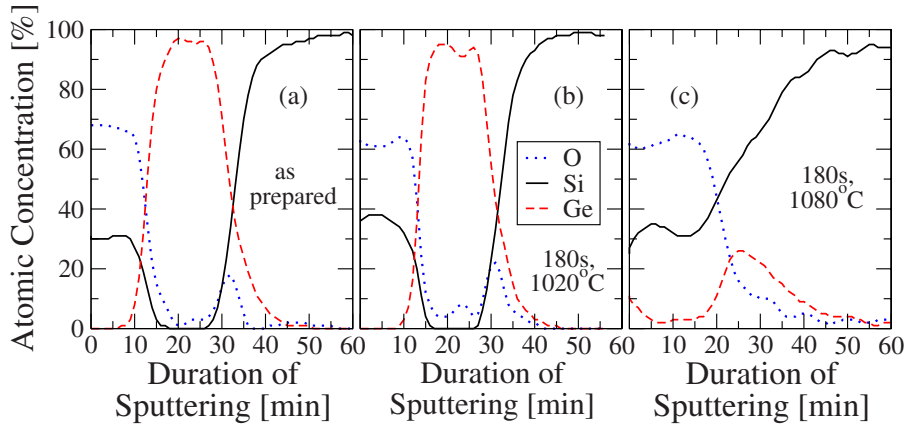 Atomic Concentration [%]
100
80
60
40
20
0
(a)
as
prepared
0 10 20 30 40 50 60
Duration of
Sputtering [min]
(b)
O
Si
Ge
180s,
1020°C
10 20 30 40 50 60
Duration of
Sputtering [min]
(c)
180s,
1080°C
10 20 30 40 50 60
Duration of
Sputtering [min]